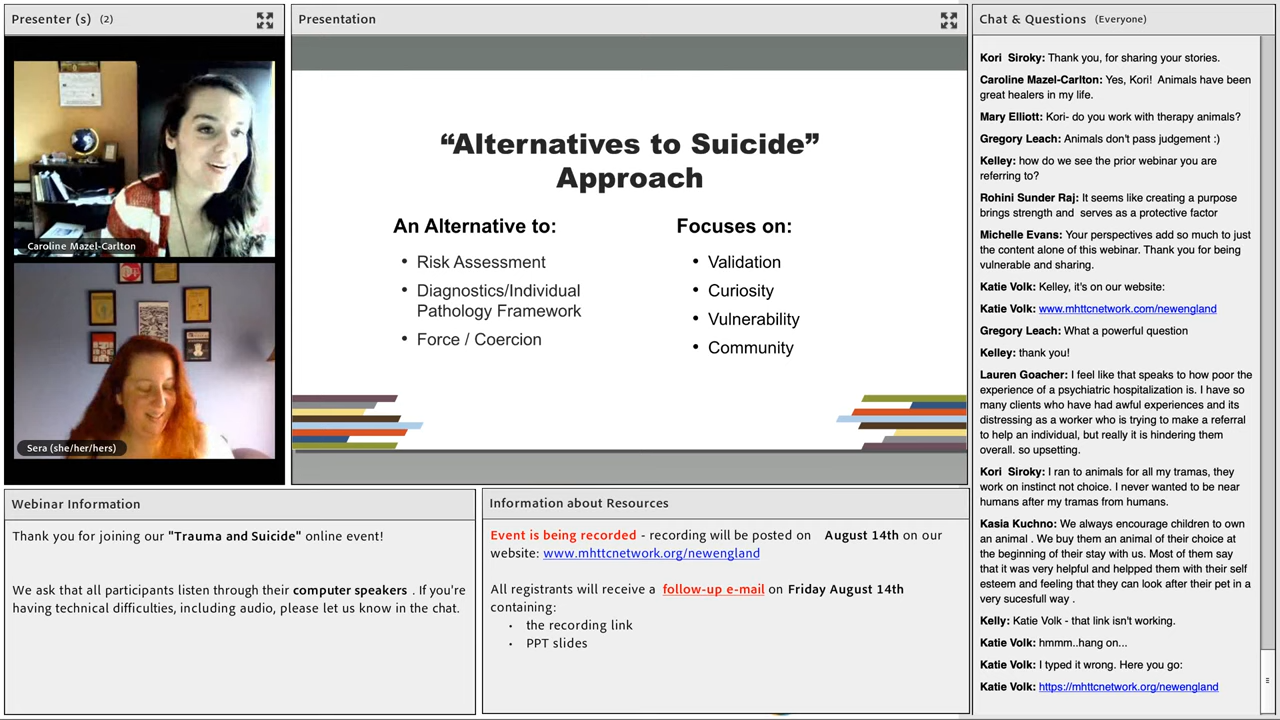 Presenter (s) (2)
Caroline Mazel-Carlton
Sera (she/her/hers)
Presentation
“Alternatives to Suicide”
Approach
An Alternative to:
• Risk Assessment
• Diagnostics/Individual
Pathology Framework
• Force / Coercion
Focuses on:
• Validation
• Curiosity
• Vulnerability
• Community
Webinar Information
Thank you for joining our "Trauma and Suicide" online event!
We ask that all participants listen through their computer speakers . If you're
having technical difficulties, including audio, please let us know in the chat.
Information about Resources
Event is being recorded - recording will be posted on August 14th on our
website: www.mhttcnetwork.org/newengland
All registrants will receive a follow-up e-mail on Friday August 14th
containing:
• the recording link
• PPT slides
Chat & Questions (Everyone)
Kori Siroky: Thank you, for sharing your stories.
Caroline Mazel-Carlton: Yes, Kori! Animals have been
great healers in my life.
Mary Elliott: Kori- do you work with therapy animals?
Gregory Leach: Animals don't pass judgement :)
Kelley: how do we see the prior webinar you are
referring to?
Rohini Sunder Raj: It seems like creating a purpose
brings strength and serves as a protective factor
Michelle Evans: Your perspectives add so much to just
the content alone of this webinar. Thank you for being
vulnerable and sharing.
Katie Volk: Kelley, it's on our website:
Katie Volk: www.mhttcnetwork.com/newengland
Gregory Leach: What a powerful question
Kelley: thank you!
Lauren Goacher: I feel like that speaks to how poor the
experience of a psychiatric hospitalization is. I have so
many clients who have had awful experiences and its
distressing as a worker who is trying to make a referral
to help an individual, but really it is hindering them
overall. so upsetting.
Kori Siroky: I ran to animals for all my tramas, they
work on instinct not choice. I never wanted to be near
humans after my tramas from humans.
Kasia Kuchno: We always encourage children to own
an animal . We buy them an animal of their choice at
the beginning of their stay with us. Most of them say
that it was very helpful and helpped them with their self
esteem and feeling that they can look after their pet in a
very sucesfull way .
Kelly: Katie Volk - that link isn't working.
Katie Volk: hmmm..hang on...
Katie Volk: I typed it wrong. Here you go:
Katie Volk: https://mhttcnetwork.org/newengland